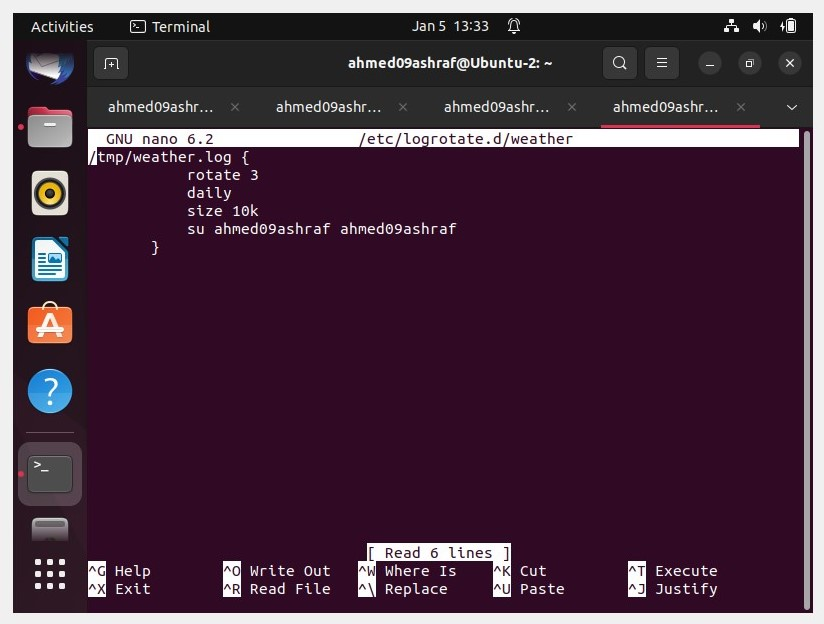 Activities Terminal Jan 5 13:33
ahmed09ashraf@Ubuntu-2: ~
ahmed09ashr... × ahmed09ashr... × ahmed09ashr... × ahmed09ashr... ×
GNU nano 6.2 /etc/logrotate.d/weather
/tmp/weather.log {
rotate 3
daily
size 10k
su ahmed09ashraf ahmed09ashraf
}
[ Read 6 lines ]
^G Help ^O Write Out ^W Where Is ^K Cut ^T Execute
^X Exit ^R Read File ^\ Replace ^U Paste ^J Justify